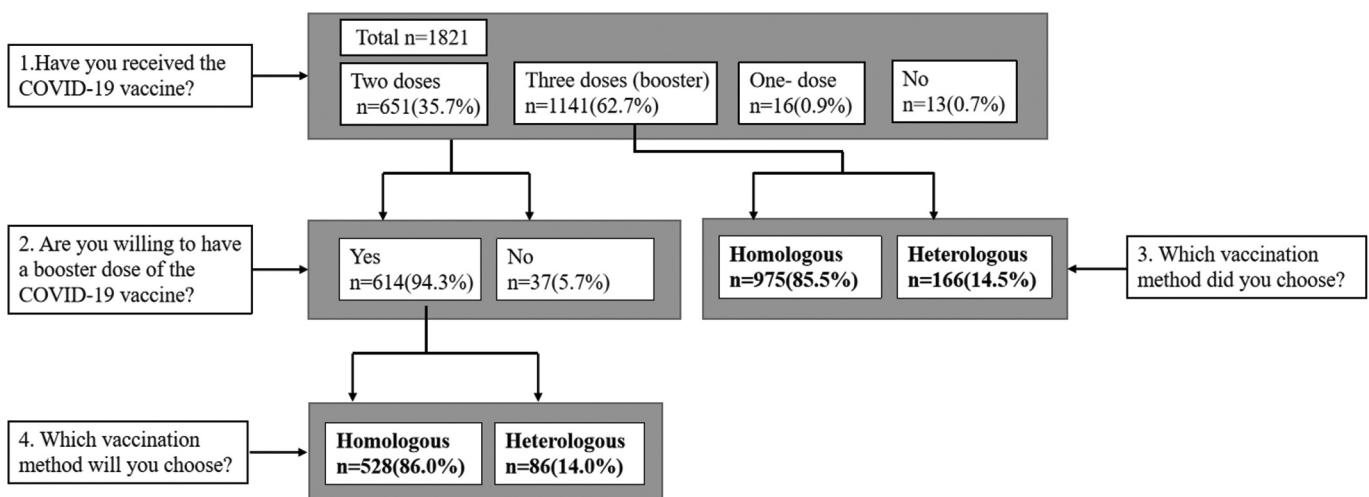 Total n=1821
1.Have you received the
COVID-19 vaccine?
Two doses
n=651(35.7%)
Three doses (booster)
n=1141(62.7%)
One- dose
n=16(0.9%)
No
n=13(0.7%)
2. Are you willing to have
a booster dose of the
COVID-19 vaccine?
Yes
n=614(94.3%)
No
n=37(5.7%)
Homologous
n=975(85.5%)
Heterologous
n=166(14.5%)
3. Which vaccination
method did you choose?
4. Which vaccination
method will you choose?
Homologous
n=528(86.0%)
Heterologous
n=86(14.0%)